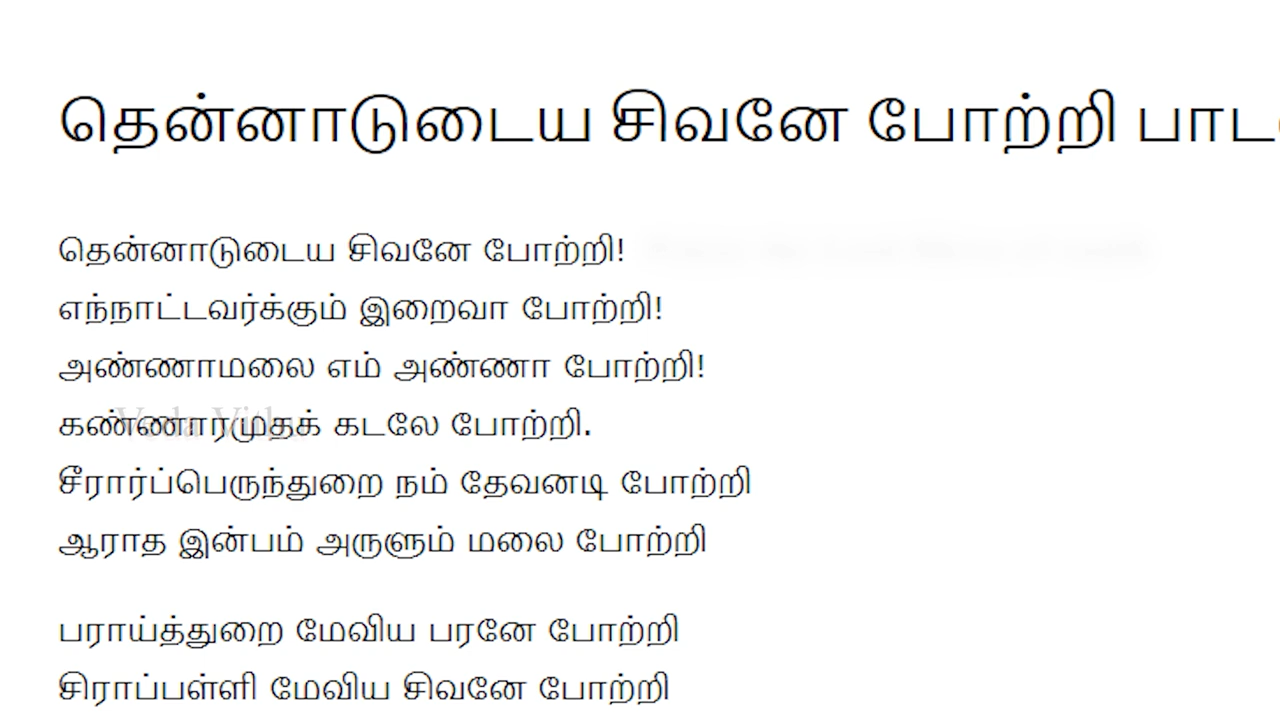 தென்னாடுடைய சிவனே போற்றி
தென்னாடுடைய சிவனே போற்றி!
எந்நாட்டவர்க்கும் இறைவா போற்றி!
அண்ணாமலை எம் அண்ணா போற்றி!
கண்ணாரமுதக் கடலே போற்றி.
சீரார்ப்பெருந்துறை நம் தேவனடி போற்றி
ஆராத இன்பம் அருளும் மலை போற்றி
பராய்த்துறை மேவிய பரனே போற்றி
சிராப்பள்ளி மேவிய சிவனே போற்றி